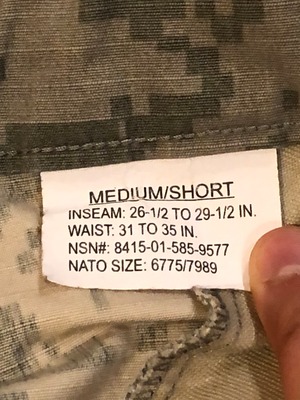 MEDIUM/SHORT
INSEAM: 26-1/2 TO 29-1/2 IN.
WAIST: 31 TO 35 IN.
NSN#: 8415-01-585-9577
NATO SIZE: 6775/7989